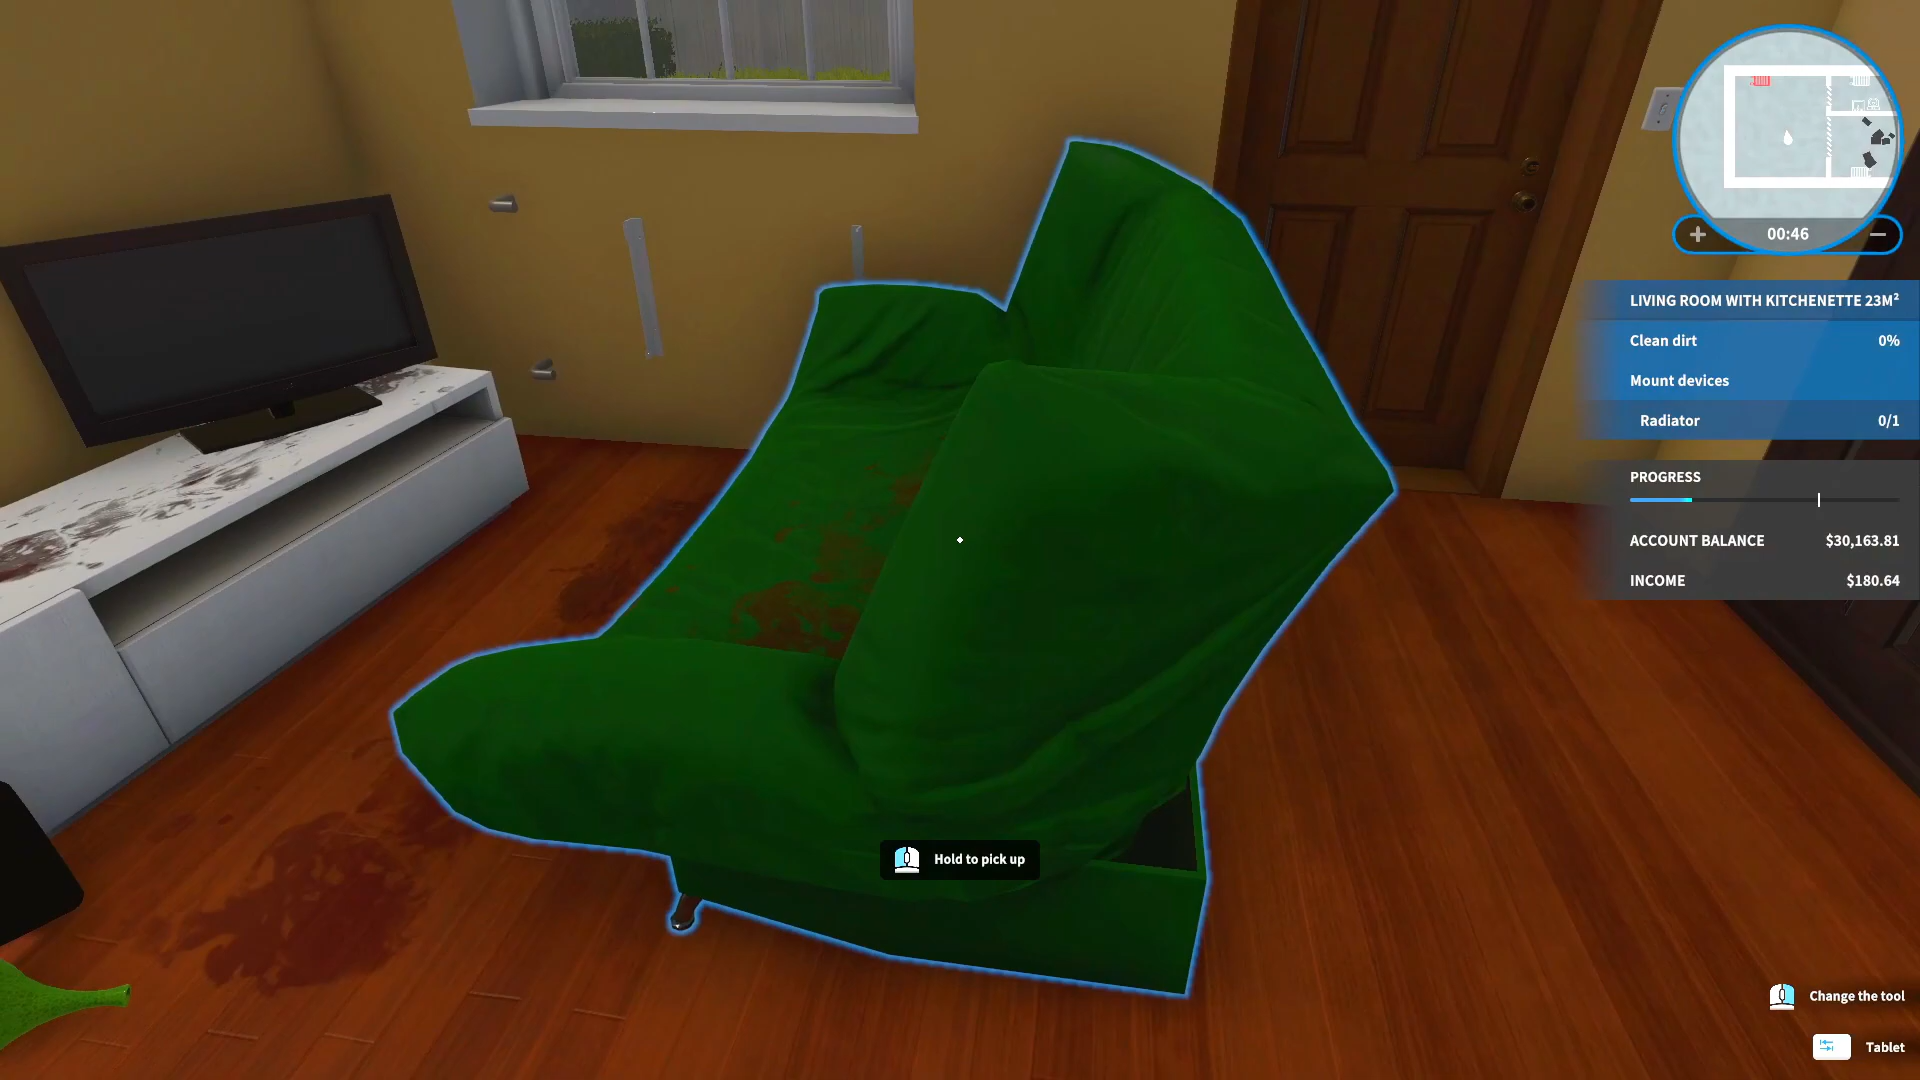 00:46
LIVING ROOM WITH KITCHENETTE 23M²
Clean dirt 0%
Mount devices
Radiator 0/1
PROGRESS
ACCOUNT BALANCE $30,163.81
INCOME $180.64
Hold to pick up
Change the tool
Tablet